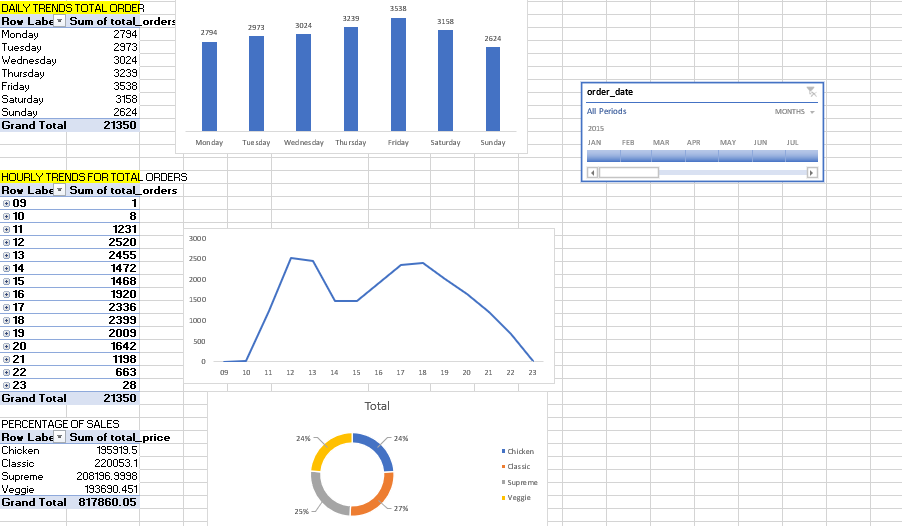 DAILY TRENDS TOTAL ORDER
Row Labe Sum of total_orders
Monday 2794
Tuesday 2973
Wednesday 3024
Thursday 3239
Friday 3538
Saturday 3158
Sunday 2624
Grand Total 21350
2794 2973 3024 3239 3538 3158 2624
Monday Tuesday Wednesday Thursday Friday Saturday Sunday
order_date
All Periods MONTHS
2015
JAN FEB MAR APR MAY JUN JUL
HOURLY TRENDS FOR TOTAL ORDERS
Row Labe Sum of total_orders
09 1
10 8
11 1231
12 2520
13 2455
14 1472
15 1468
16 1920
17 2336
18 2399
19 2009
20 1642
21 1198
22 663
23 28
Grand Total 21350
3000
2500
2000
1500
1000
500
0
09 10 11 12 13 14 15 16 17 18 19 20 21 22 23
PERCENTAGE OF SALES
Row Labe Sum of total_price
Chicken 195919.5
Classic 220053.1
Supreme 208196.9998
Veggie 193690.451
Grand Total 817860.05
Total
24% 24%
25% 27%
Chicken
Classic
Supreme
Veggie